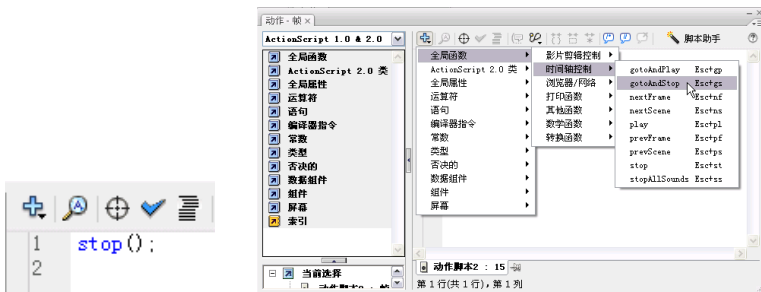 1 stop();
2
动作 - 帧 ×
ActionScript 1.0 & 2.0
脚本助手
全局函数
ActionScript 2.0 类
全局属性
运算符
语句
编译器指令
常数
类型
否决的
数据组件
组件
屏幕
索引
全局函数
ActionScript 2.0 类
全局属性
运算符
语句
编译器指令
常数
类型
否决的
数据组件
组件
屏幕
影片剪辑控制
时间轴控制
浏览器/网络
打印函数
其他函数
数学函数
转换函数
gotoAndPlay Esc+gp
gotoAndStop Esc+gs
nextFrame Esc+nf
nextScene Esc+ns
play Esc+pl
prevFrame Esc+pf
prevScene Esc+ps
stop Esc+st
stopAllSounds Esc+ss
当前选择
动作脚本2 : 帧
动作脚本2 : 15
第 1 行(共 1 行), 第 1 列